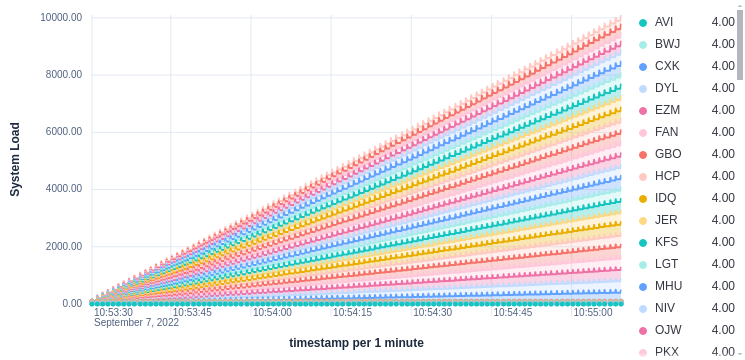 10000.00
8000.00
6000.00
4000.00
2000.00
0.00
System Load
10:53:30
10:53:45
10:54:00
10:54:15
10:54:30
10:54:45
10:55:00
September 7, 2022
timestamp per 1 minute
AVI 4.00
BWJ 4.00
CXK 4.00
DYL 4.00
EZM 4.00
FAN 4.00
GBO 4.00
HCP 4.00
IDQ 4.00
JER 4.00
KFS 4.00
LGT 4.00
MHU 4.00
NIV 4.00
OJW 4.00
PKX 4.00